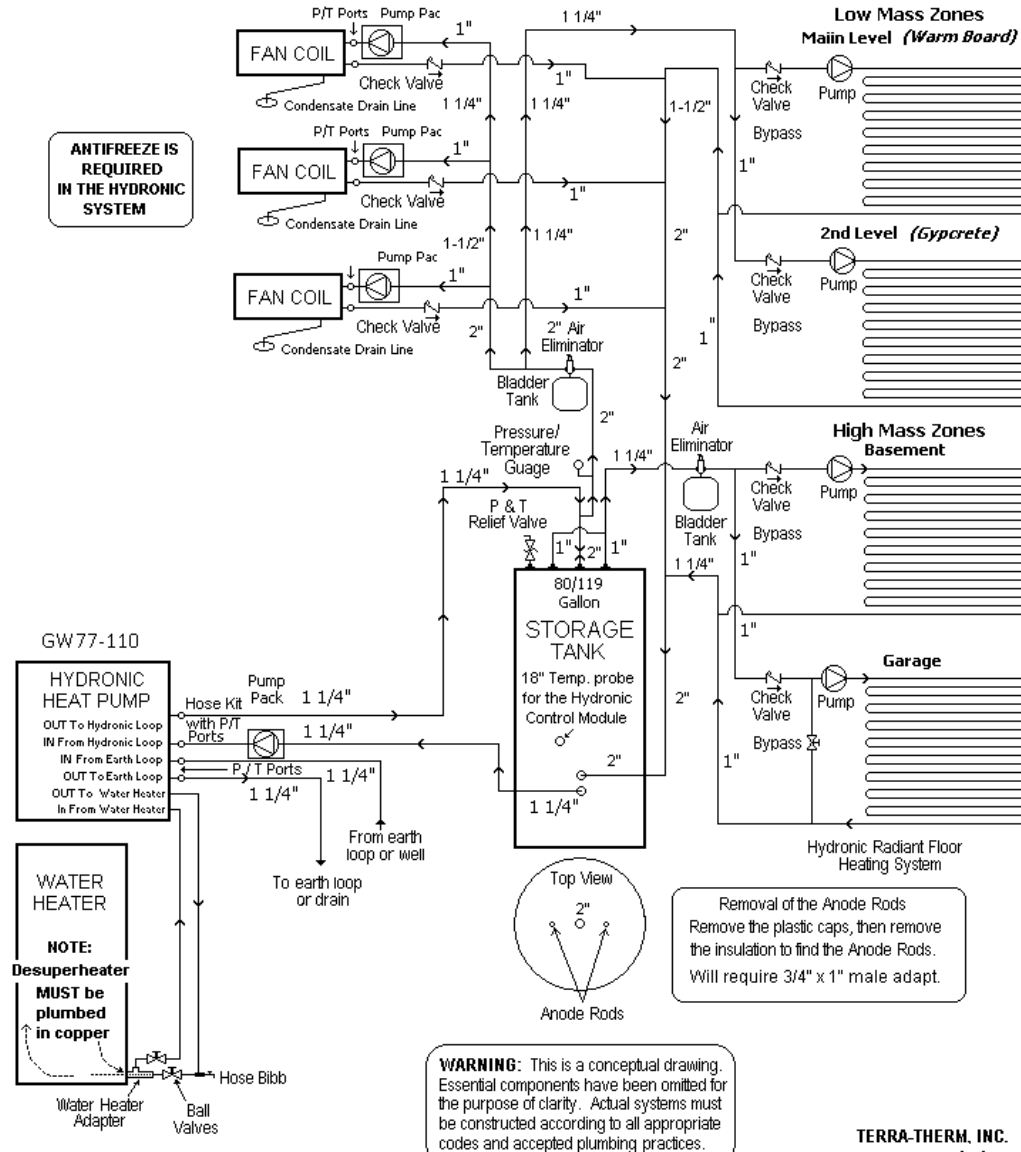 P/T Ports Pump Pac
1"
FAN COIL
1"
Check Valve
Condensate Drain Line
1 1/4"
1 1/4"
1 1/4"
Low Mass Zones
Maiin Level (Warm Board)
Check
Valve
Pump
Bypass
1-1/2"
1"
ANTIFREEZE IS
REQUIRED
IN THE HYDRONIC
SYSTEM
P/T Ports Pump Pac
1"
FAN COIL
1"
Check Valve
Condensate Drain Line
1-1/2"
1 1/4"
2"
2nd Level (Gypcrete)
Check
Valve
Pump
Bypass
1"
1"
Pump Pac
1"
FAN COIL
1"
Check Valve
Condensate Drain Line
2"
2" Air
Eliminator
Bladder
Tank
2"
2"
Pressure/
Temperature
Guage
1 1/4"
Air
Eliminator
Bladder
Tank
High Mass Zones
Basement
Check
Valve
Pump
Bypass
1"
1 1/4"
1 1/4"
P & T
Relief Valve
1"
2"
1"
80/119
Gallon
STORAGE
TANK
18" Temp. probe
for the Hydronic
Control Module
2"
1 1/4"
2"
1"
Garage
Check
Valve
Pump
Bypass
1"
Hydronic Radiant Floor
Heating System
GW77-110
HYDRONIC
HEAT PUMP
OUT To Hydronic Loop
IN From Hydronic Loop
IN From Earth Loop
OUT To Earth Loop
OUT To Water Heater
In From Water Heater
Hose Kit
with P/T
Ports
Pump
Pack
1 1/4"
1 1/4"
P / T Ports
1 1/4"
1 1/4"
From earth
loop or well
To earth loop
or drain
WATER
HEATER
NOTE:
Desuperheater
MUST be
plumbed
in copper
Water Heater
Adapter
Ball
Valves
Hose Bibb
Top View
2"
Anode Rods
Removal of the Anode Rods
Remove the plastic caps, then remove
the insulation to find the Anode Rods.
Will require 3/4" x 1" male adapt.
WARNING: This is a conceptual drawing.
Essential components have been omitted for
the purpose of clarity. Actual systems must
be constructed according to all appropriate
codes and accepted plumbing practices.
TERRA-THERM, INC.